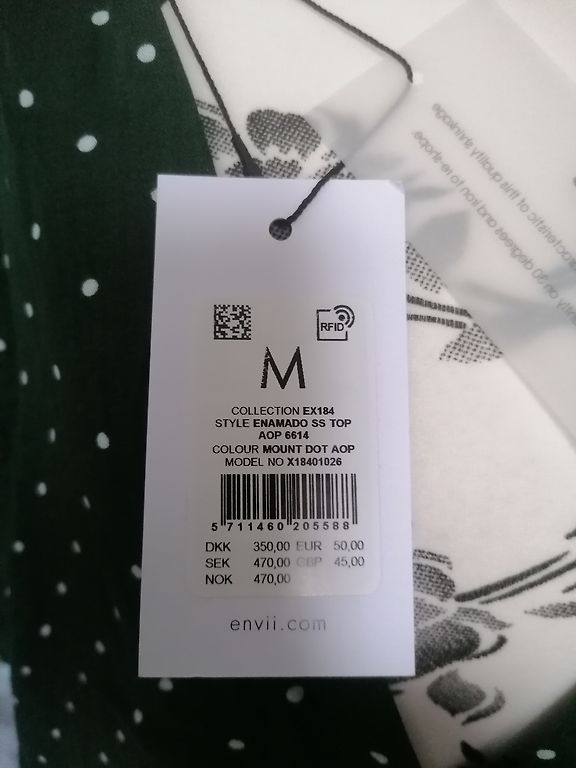 RFID
M
COLLECTION EX184
STYLE ENAMADO SS TOP
AOP 6614
COLOUR MOUNT DOT AOP
MODEL NO X18401026
5 711460 205588
DKK 350,00 EUR 50,00
SEK 470,00 GBP 45,00
NOK 470,00
envii.com